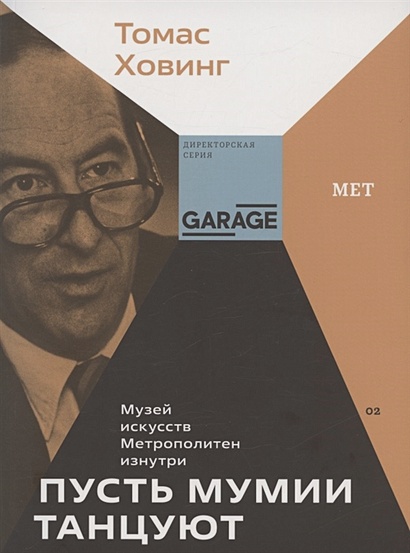 Томас
Ховинг
ДИРЕКТОРСКАЯ
СЕРИЯ
GARAGE
МЕТ
02
Музей
искусств
Метрополитен
изнутри
ПУСТЬ МУМИИ
ТАНЦУЮТ